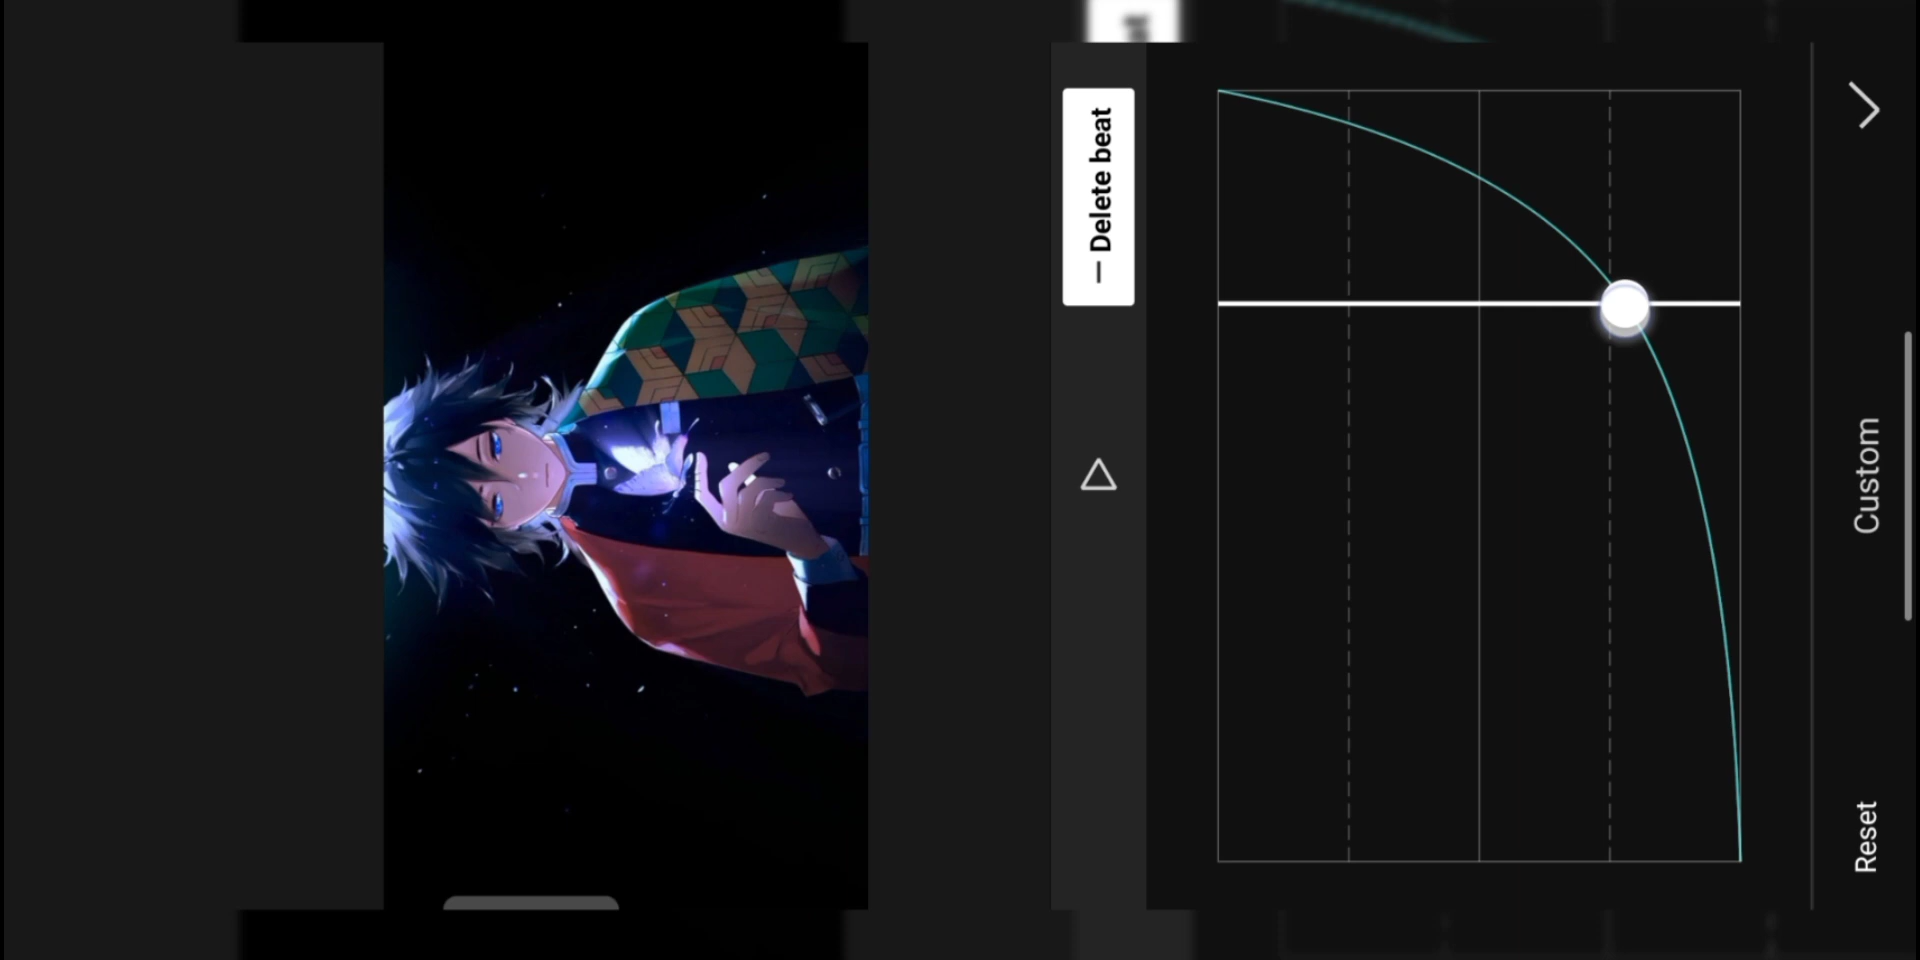 — Delete beat
Reset
Custom